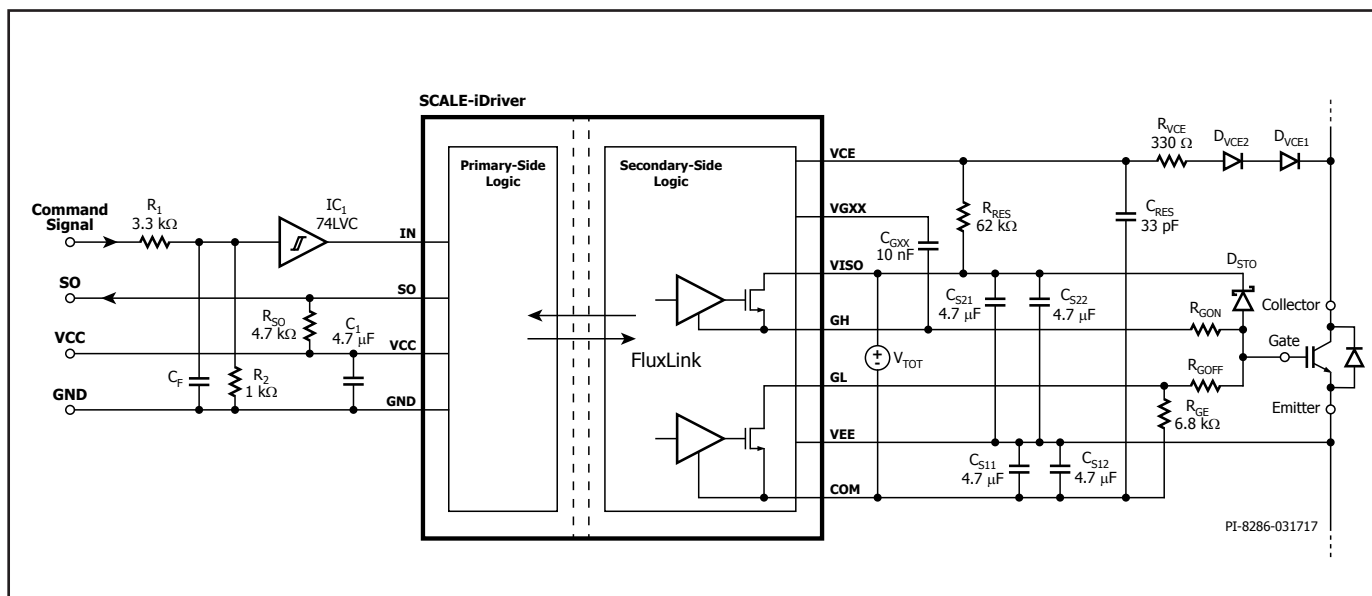 SCALE-iDriver
Primary-Side
Logic
Secondary-Side
Logic
FluxLink
Command
Signal
R1
3.3 kΩ
IC1
74LVC
IN
SO
SO
RSO
4.7 kΩ
C1
4.7 μF
VCC
VCC
CF
R2
1 kΩ
GND
GND
VCE
VGXX
VISO
GH
GL
VEE
COM
RVCE
330 Ω
DVCE2
DVCE1
RRES
62 kΩ
CRES
33 pF
CGXX
10 nF
DSTO
CS21
4.7 μF
CS22
4.7 μF
RGON
Collector
Gate
VTOT
RGOFF
RGE
6.8 kΩ
Emitter
CS11
4.7 μF
CS12
4.7 μF
PI-8286-031717